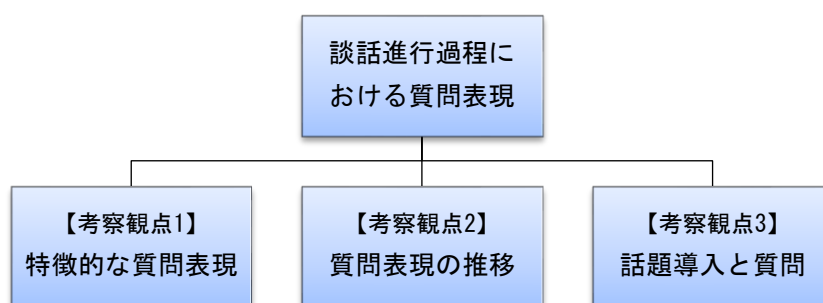 談話進行過程に
おける質問表現
【考察観点1】
特徴的な質問表現
【考察観点2】
質問表現の推移
【考察観点3】
話題導入と質問